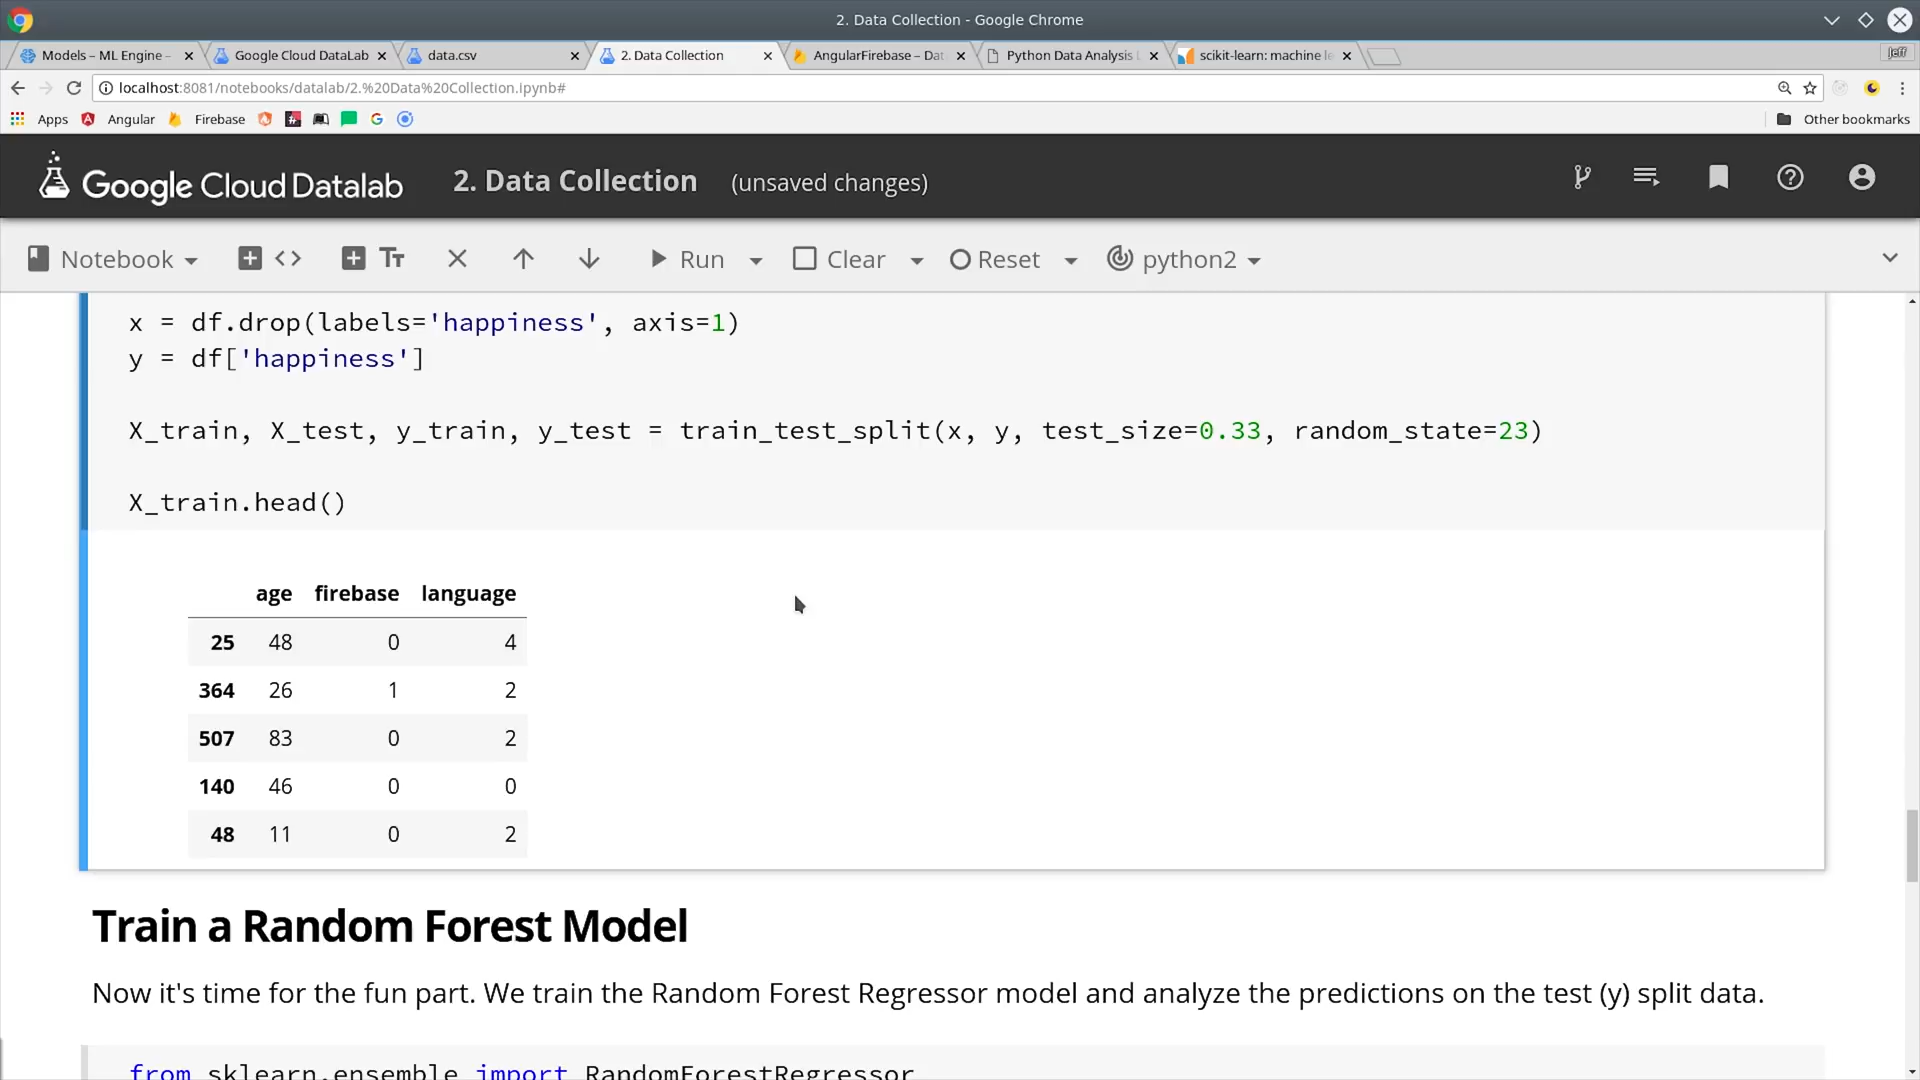 2. Data Collection - Google Chrome
Models – ML Engine -
Google Cloud DataLab
data.csv
2. Data Collection
AngularFirebase – Dat
Python Data Analysis L
scikit-learn: machine le
Jeff
localhost:8081/notebooks/datalab/2.%20Data%20Collection.ipynb#
Apps
Angular
Firebase
Other bookmarks
Google Cloud Datalab
2. Data Collection
(unsaved changes)
Notebook
Run
Clear
Reset
python2
x = df.drop(labels='happiness', axis=1)
y = df['happiness']
X_train, X_test, y_train, y_test = train_test_split(x, y, test_size=0.33, random_state=23)
X_train.head()
age firebase language
25 48 0 4
364 26 1 2
507 83 0 2
140 46 0 0
48 11 0 2
Train a Random Forest Model
Now it's time for the fun part. We train the Random Forest Regressor model and analyze the predictions on the test (y) split data.
from sklearn.ensemble import RandomForestRegressor